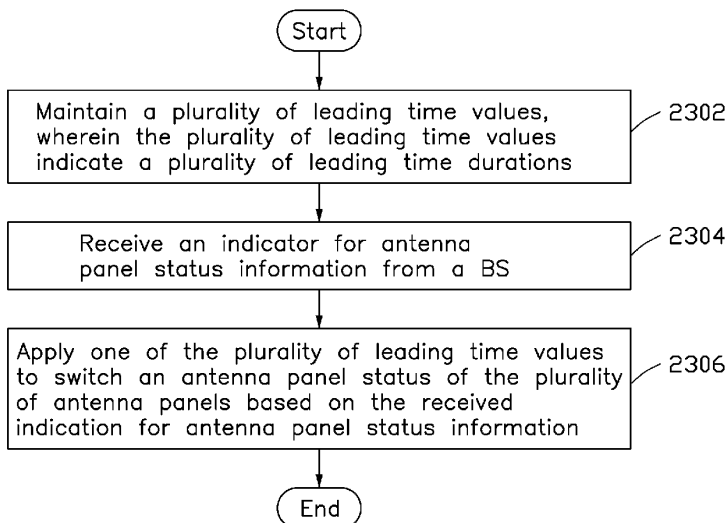 Start
Maintain a plurality of leading time values,
wherein the plurality of leading time values
indicate a plurality of leading time durations
2302
Receive an indicator for antenna
panel status information from a BS
2304
Apply one of the plurality of leading time values
to switch an antenna panel status of the plurality
of antenna panels based on the received
indication for antenna panel status information
2306
End